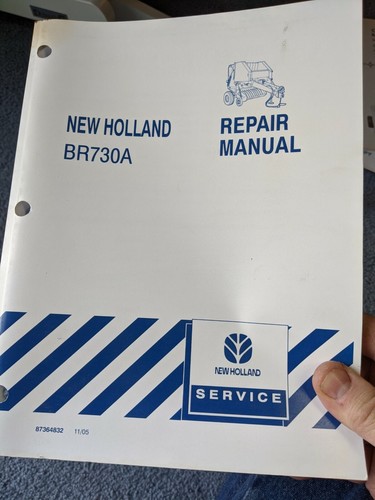 NEW HOLLAND
BR730A
REPAIR
MANUAL
NEW HOLLAND
SERVICE
87364832 11/05